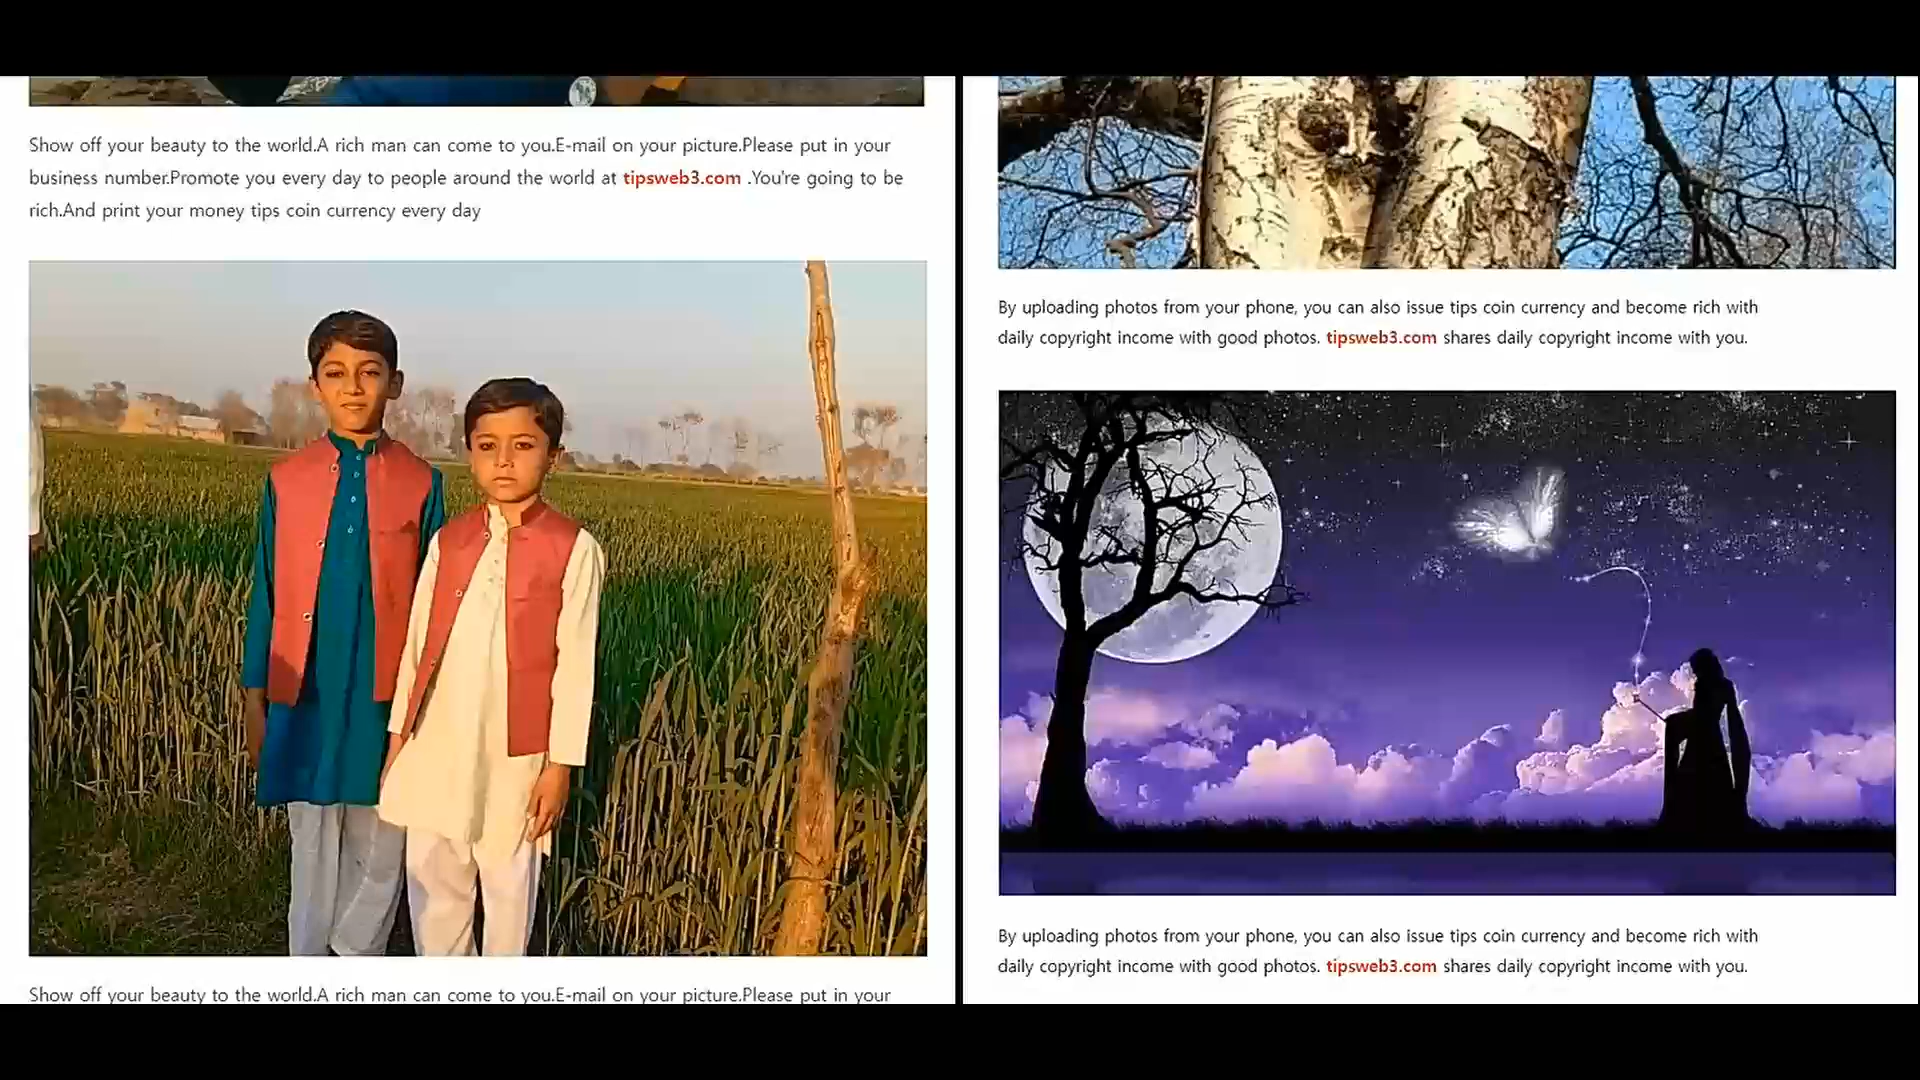 Show off your beauty to the world.A rich man can come to you.E-mail on your picture.Please put in your
business number.Promote you every day to people around the world at tipsweb3.com .You're going to be
rich.And print your money tips coin currency every day
Show off your beauty to the world.A rich man can come to you.E-mail on your picture.Please put in your
By uploading photos from your phone, you can also issue tips coin currency and become rich with
daily copyright income with good photos. tipsweb3.com shares daily copyright income with you.
By uploading photos from your phone, you can also issue tips coin currency and become rich with
daily copyright income with good photos. tipsweb3.com shares daily copyright income with you.